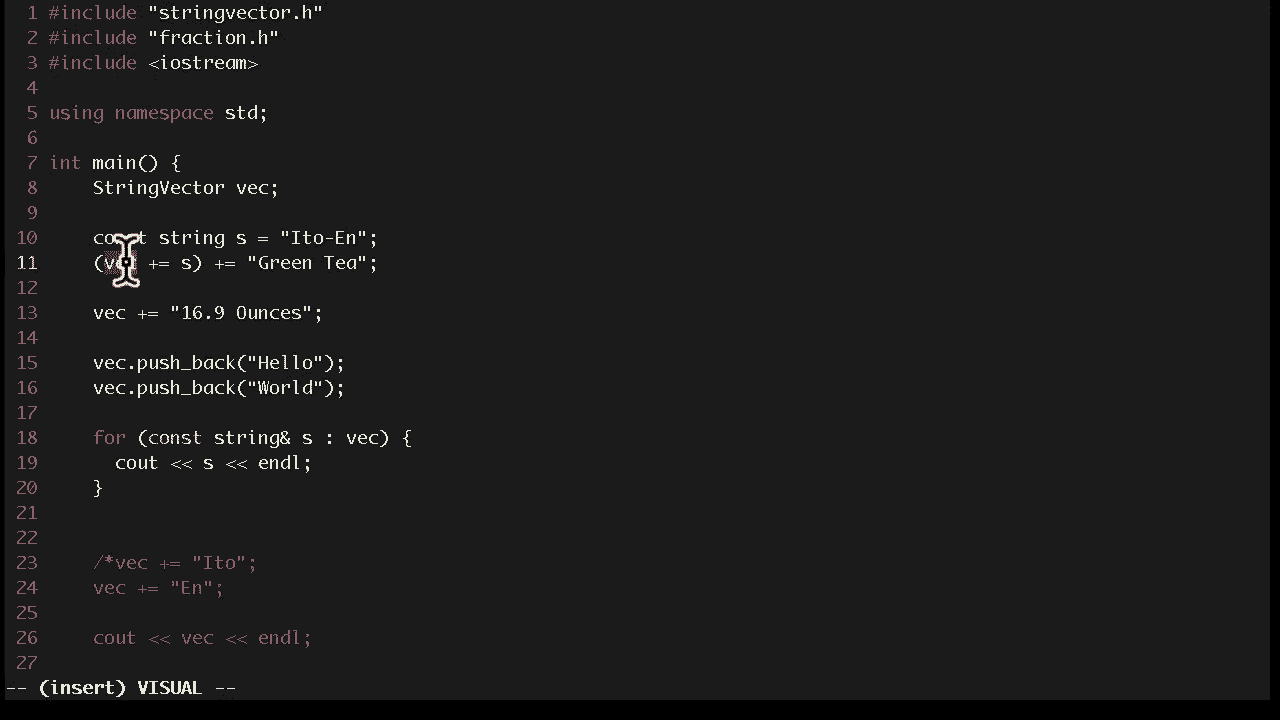 1 #include "stringvector.h"
2 #include "fraction.h"
3 #include <iostream>
4
5 using namespace std;
6
7 int main() {
8     StringVector vec;
9
10     const string s = "Ito-En";
11     (vec += s) += "Green Tea";
12
13     vec += "16.9 Ounces";
14
15     vec.push_back("Hello");
16     vec.push_back("World");
17
18     for (const string& s : vec) {
19       cout << s << endl;
20     }
21
22
23     /*vec += "Ito";
24     vec += "En";
25
26     cout << vec << endl;
27
-- (insert) VISUAL --